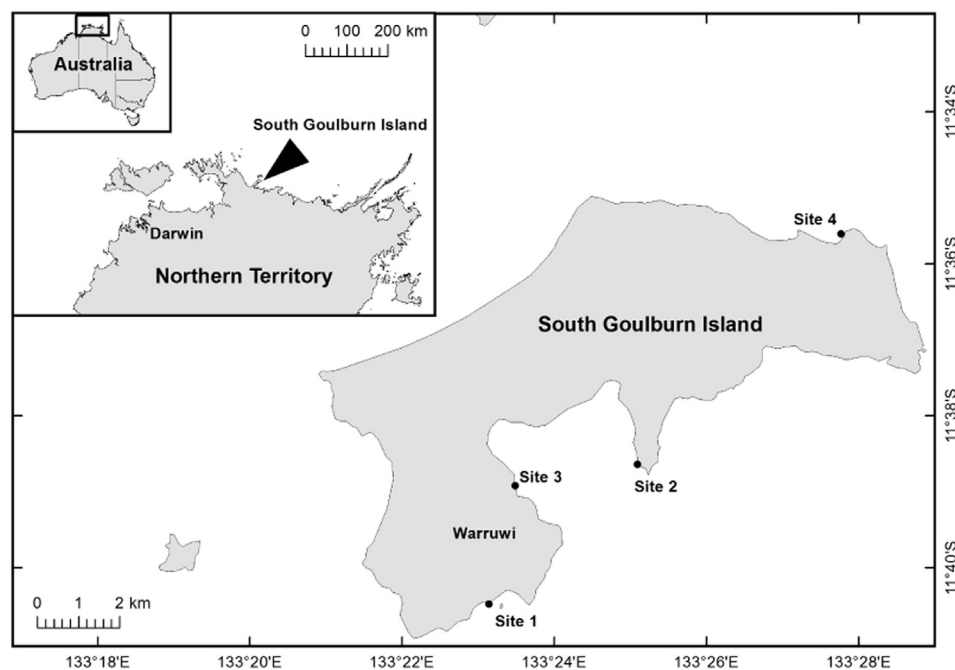 Australia
0 100 200 km
South Goulburn Island
Darwin
Northern Territory
11°34'S
Site 4
11°36'S
South Goulburn Island
11°38'S
Site 2
Site 3
Warruwi
11°40'S
0 1 2 km
Site 1
133°18'E 133°20'E 133°22'E 133°24'E 133°26'E 133°28'E